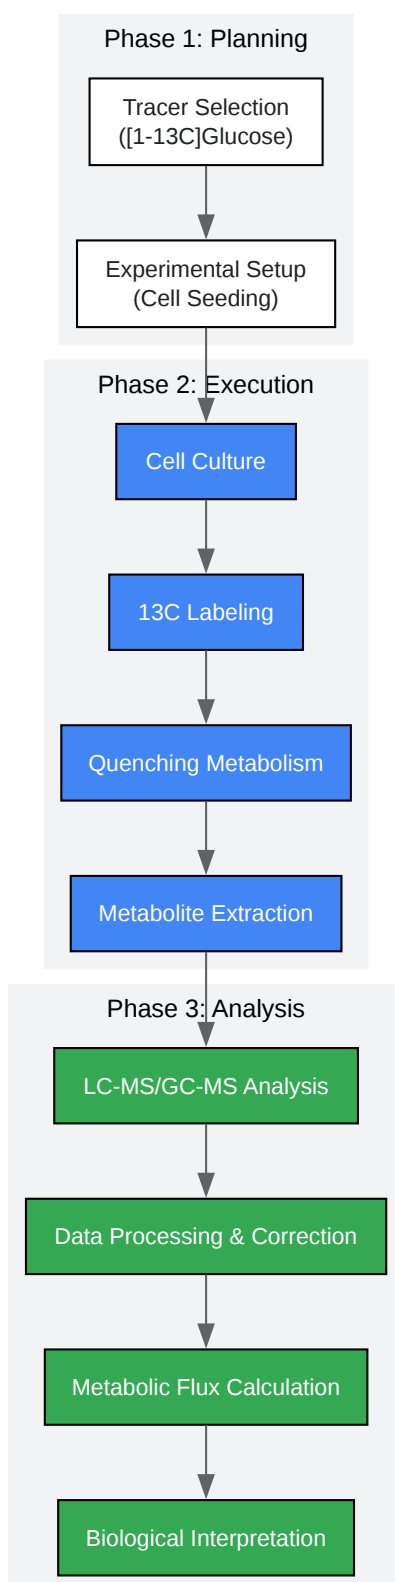 Phase 1: Planning
Tracer Selection
([1-13C]Glucose)
Experimental Setup
(Cell Seeding)
Phase 2: Execution
Cell Culture
13C Labeling
Quenching Metabolism
Metabolite Extraction
Phase 3: Analysis
LC-MS/GC-MS Analysis
Data Processing & Correction
Metabolic Flux Calculation
Biological Interpretation